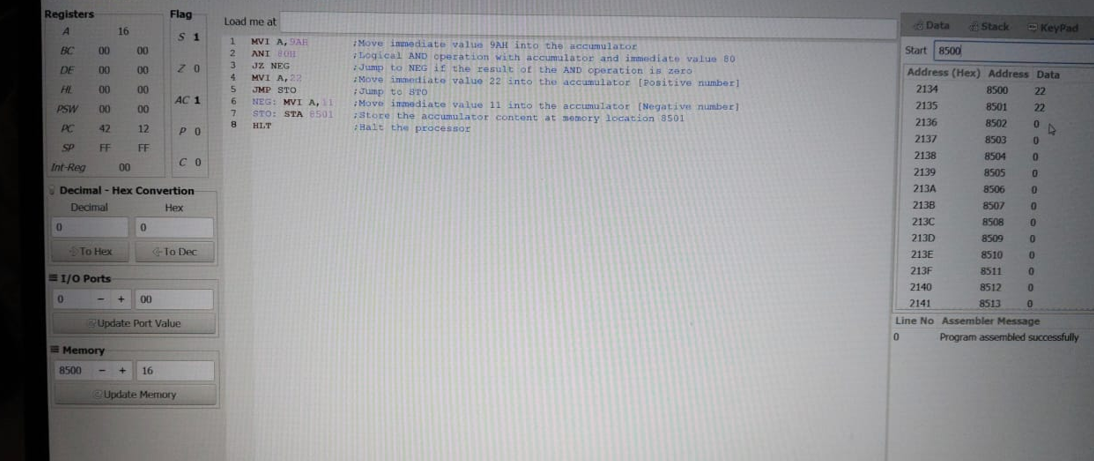 Registers
A 16
BC 00 00
DE 00 00
HL 00 00
PSW 00 00
PC 42 12
SP FF FF
Int-Reg 00
Flag
S 1
Z 0
AC 1
P 0
C 0
Decimal - Hex Convertion
Decimal Hex
0 0
To Hex To Dec
I/O Ports
0 - + 00
Update Port Value
Memory
8500 - + 16
Update Memory
Load me at
1 MVI A,9AH ;Move immediate value 9AH into the accumulator
2 ANI 80H ;Logical AND operation with accumulator and immediate value 80
3 JZ NEG ;Jump to NEG if the result of the AND operation is zero
4 MVI A,22 ;Move immediate value 22 into the accumulator [Positive number]
5 JMP STO ;Jump to STO
6 NEG: MVI A,11 ;Move immediate value 11 into the accumulator [Negative number]
7 STO: STA 8501 ;Store the accumulator content at memory location 8501
8 HLT ;Halt the processor
Data Stack KeyPad
Start 8500
Address (Hex) Address Data
2134 8500 22
2135 8501 22
2136 8502 0
2137 8503 0
2138 8504 0
2139 8505 0
213A 8506 0
213B 8507 0
213C 8508 0
213D 8509 0
213E 8510 0
213F 8511 0
2140 8512 0
2141 8513 0
Line No Assembler Message
0 Program assembled successfully